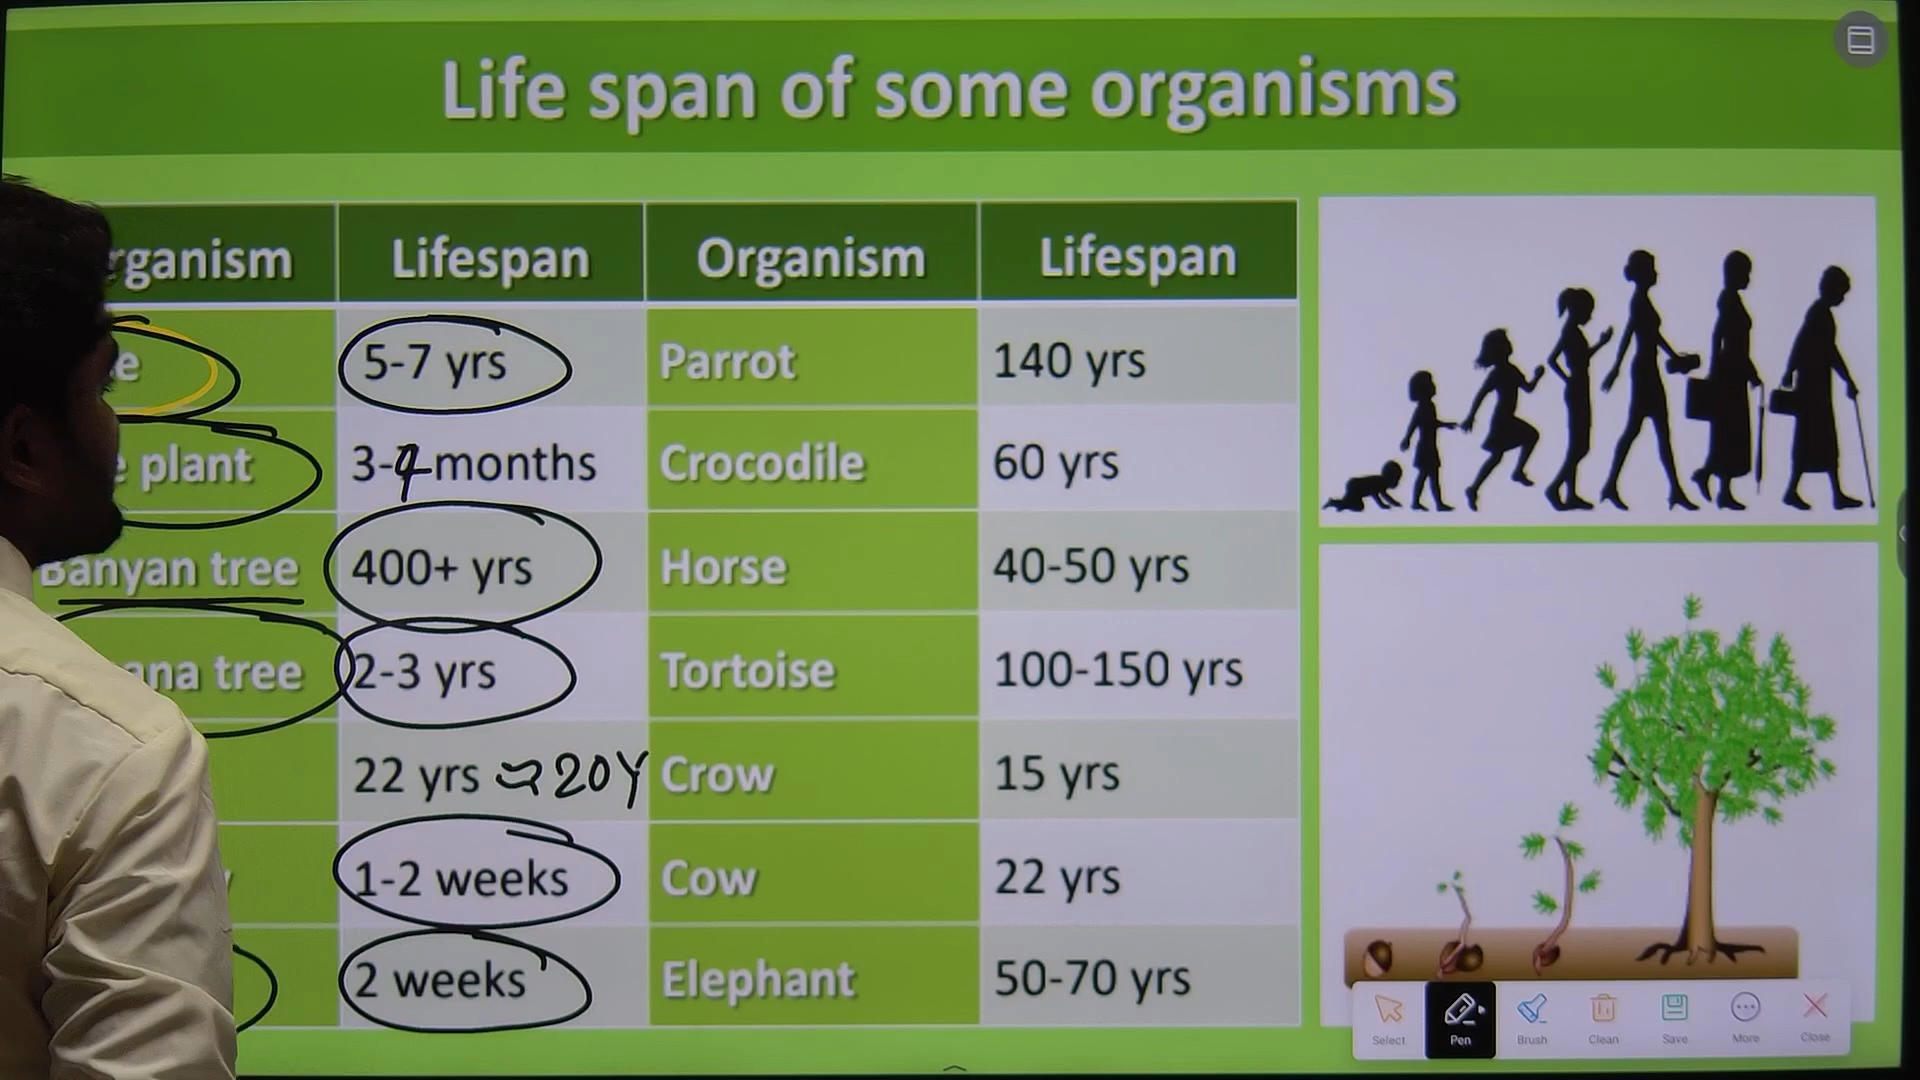 Life span of some organisms
rganism Lifespan Organism Lifespan
5-7 yrs Parrot 140 yrs
plant 3-4 months Crocodile 60 yrs
Banyan tree 400+ yrs Horse 40-50 yrs
ana tree 2-3 yrs Tortoise 100-150 yrs
22 yrs ≈20Y Crow 15 yrs
1-2 weeks Cow 22 yrs
2 weeks Elephant 50-70 yrs
Select Pen Brush Clean Save More Close